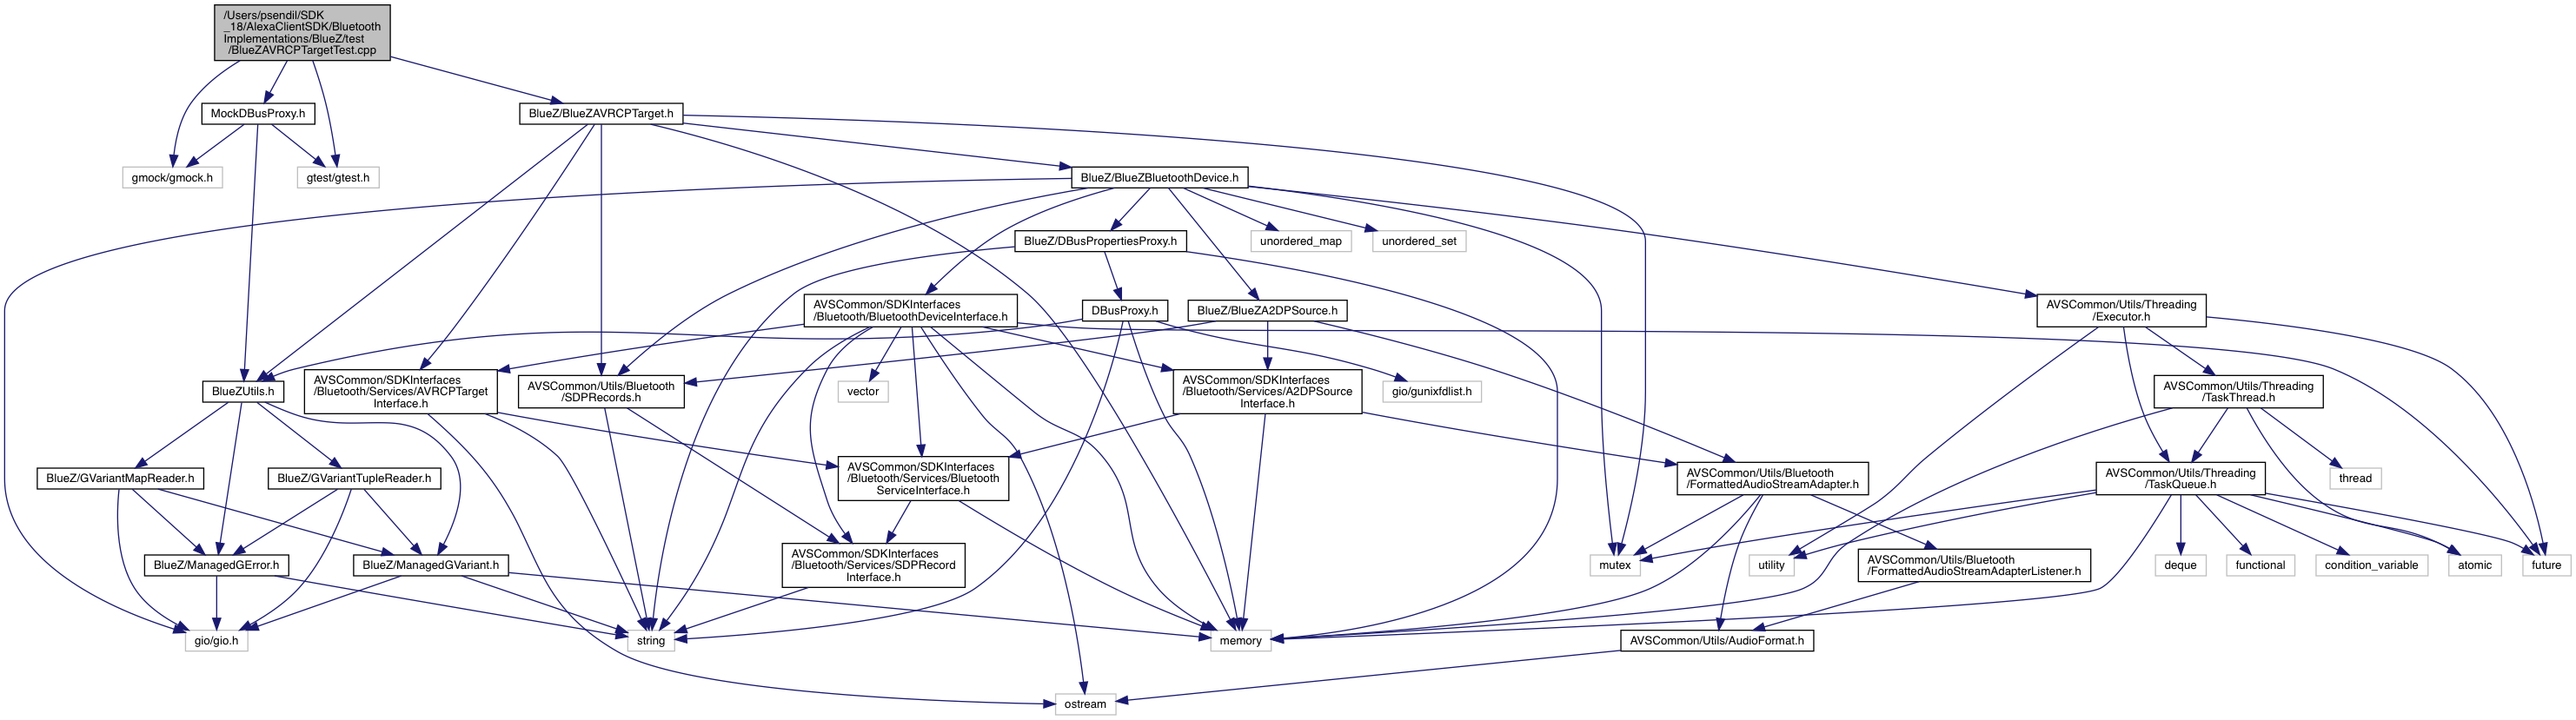 /Users/psendil/SDK
_18/AlexaClientSDK/Bluetooth
Implementations/BlueZ/test
/BlueZAVRCPTargetTest.cpp
MockDBusProxy.h
BlueZ/BlueZAVRCPTarget.h
gmock/gmock.h
gtest/gtest.h
BlueZ/BlueZBluetoothDevice.h
BlueZ/DBusPropertiesProxy.h
unordered_map
unordered_set
AVSCommon/SDKInterfaces
/Bluetooth/BluetoothDeviceInterface.h
DBusProxy.h
BlueZ/BlueZA2DPSource.h
AVSCommon/Utils/Threading
/Executor.h
BlueZUtils.h
AVSCommon/SDKInterfaces
/Bluetooth/Services/AVRCPTarget
Interface.h
AVSCommon/Utils/Bluetooth
/SDPRecords.h
vector
AVSCommon/SDKInterfaces
/Bluetooth/Services/A2DPSource
Interface.h
gio/gunixfdlist.h
AVSCommon/Utils/Threading
/TaskThread.h
BlueZ/GVariantMapReader.h
BlueZ/GVariantTupleReader.h
AVSCommon/SDKInterfaces
/Bluetooth/Services/Bluetooth
ServiceInterface.h
AVSCommon/Utils/Bluetooth
/FormattedAudioStreamAdapter.h
AVSCommon/Utils/Threading
/TaskQueue.h
thread
BlueZ/ManagedGError.h
BlueZ/ManagedGVariant.h
AVSCommon/SDKInterfaces
/Bluetooth/Services/SDPRecord
Interface.h
mutex
utility
AVSCommon/Utils/Bluetooth
/FormattedAudioStreamAdapterListener.h
deque
functional
condition_variable
atomic
future
gio/gio.h
string
memory
AVSCommon/Utils/AudioFormat.h
ostream